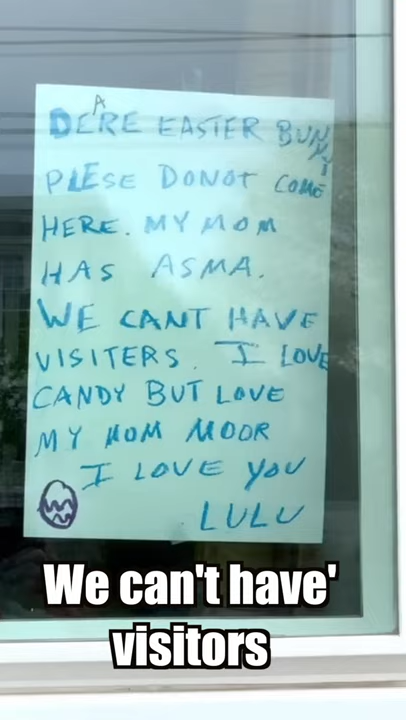 DEARE EASTER BUNNY
PLESE DONOT COME
HERE. MY MOM
HAS ASMA.
WE CANT HAVE
VISITERS. I LOVE
CANDY BUT LOVE
MY MOM MOOR
I LOVE YOU
LULU
We can't have'
visitors